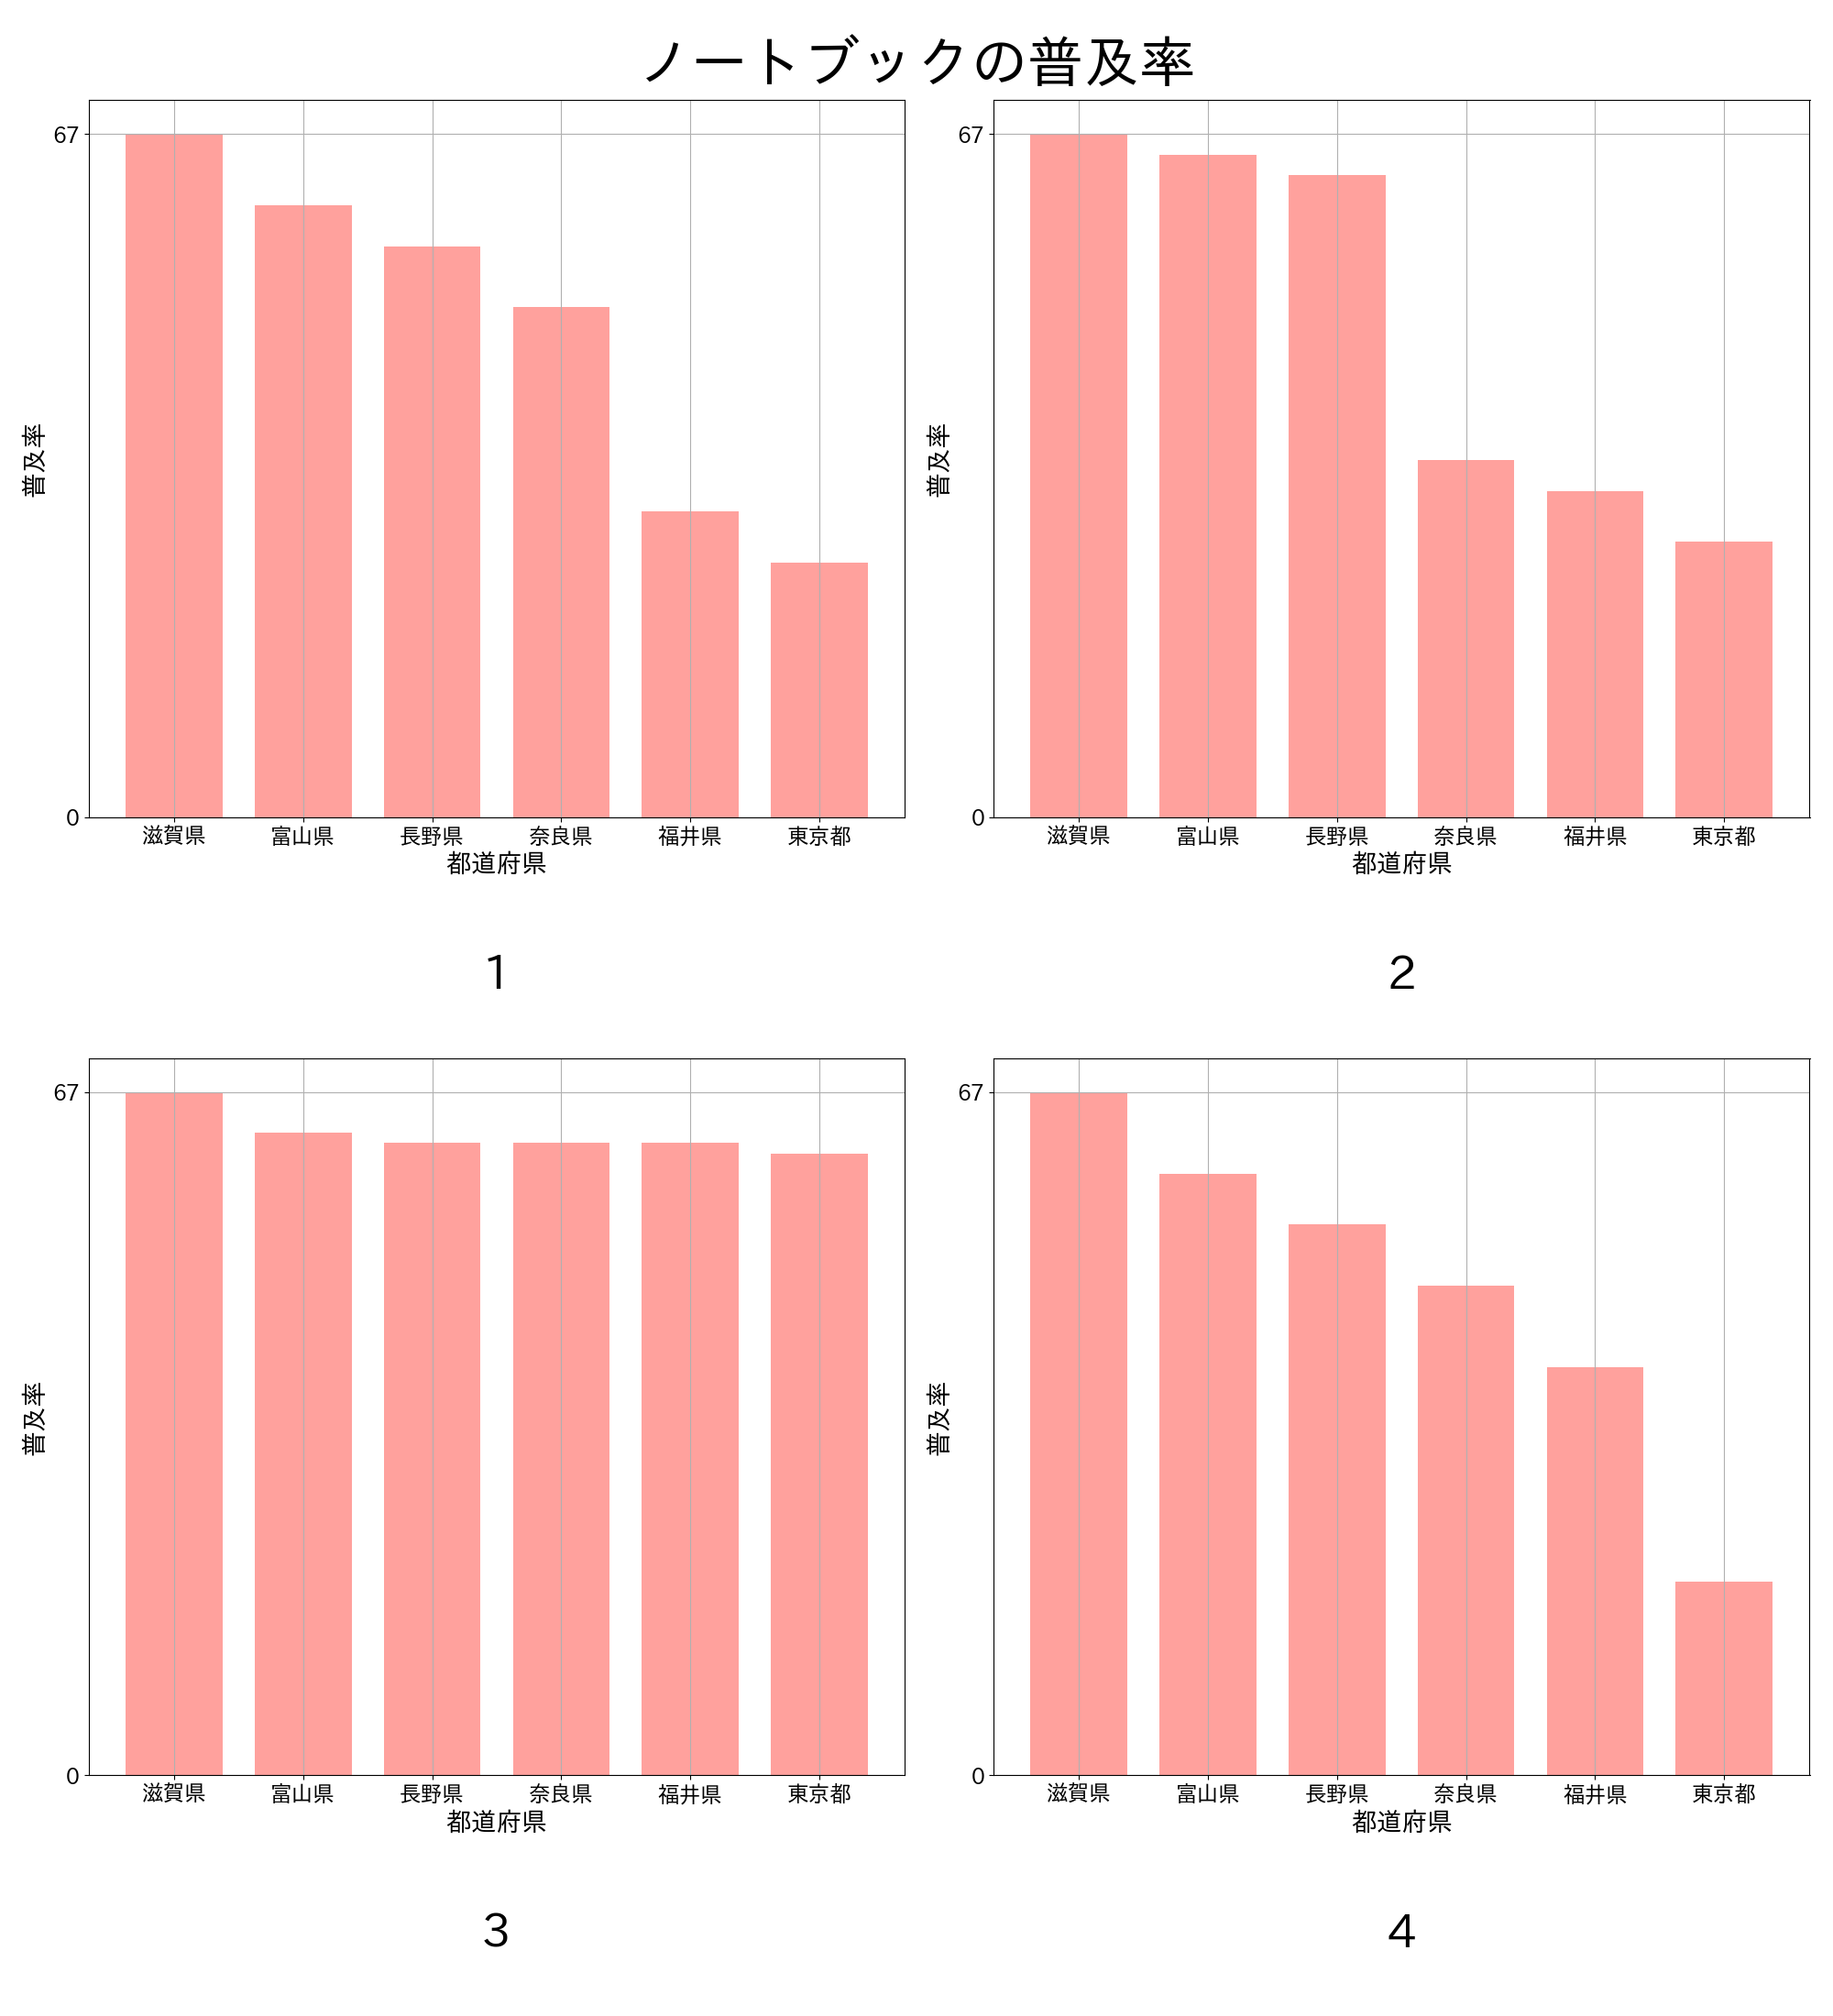 ノートブックの普及率
67
0
普及率
滋賀県 富山県 長野県 奈良県 福井県 東京都
都道府県
1
67
0
普及率
滋賀県 富山県 長野県 奈良県 福井県 東京都
都道府県
2
67
0
普及率
滋賀県 富山県 長野県 奈良県 福井県 東京都
都道府県
3
67
0
普及率
滋賀県 富山県 長野県 奈良県 福井県 東京都
都道府県
4